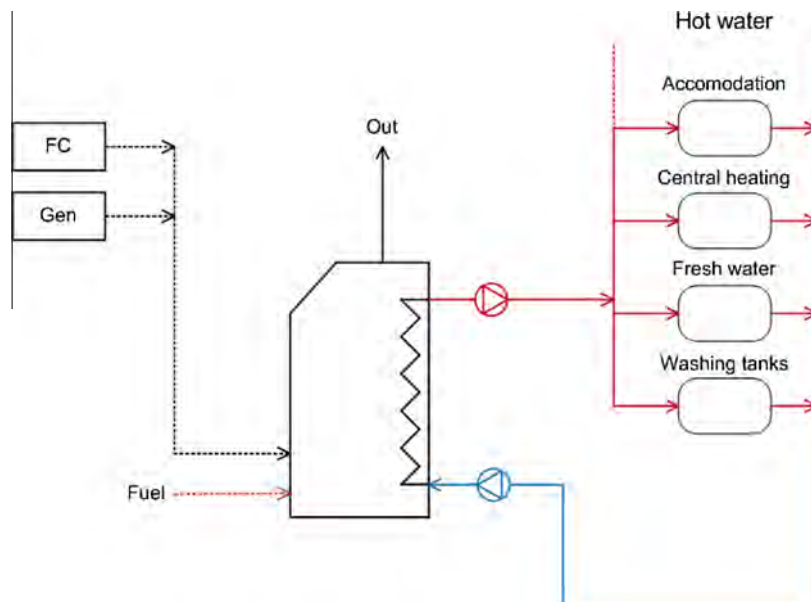 Hot water
Accomodation
FC
Out
Central heating
Gen
Fresh water
Washing tanks
Fuel